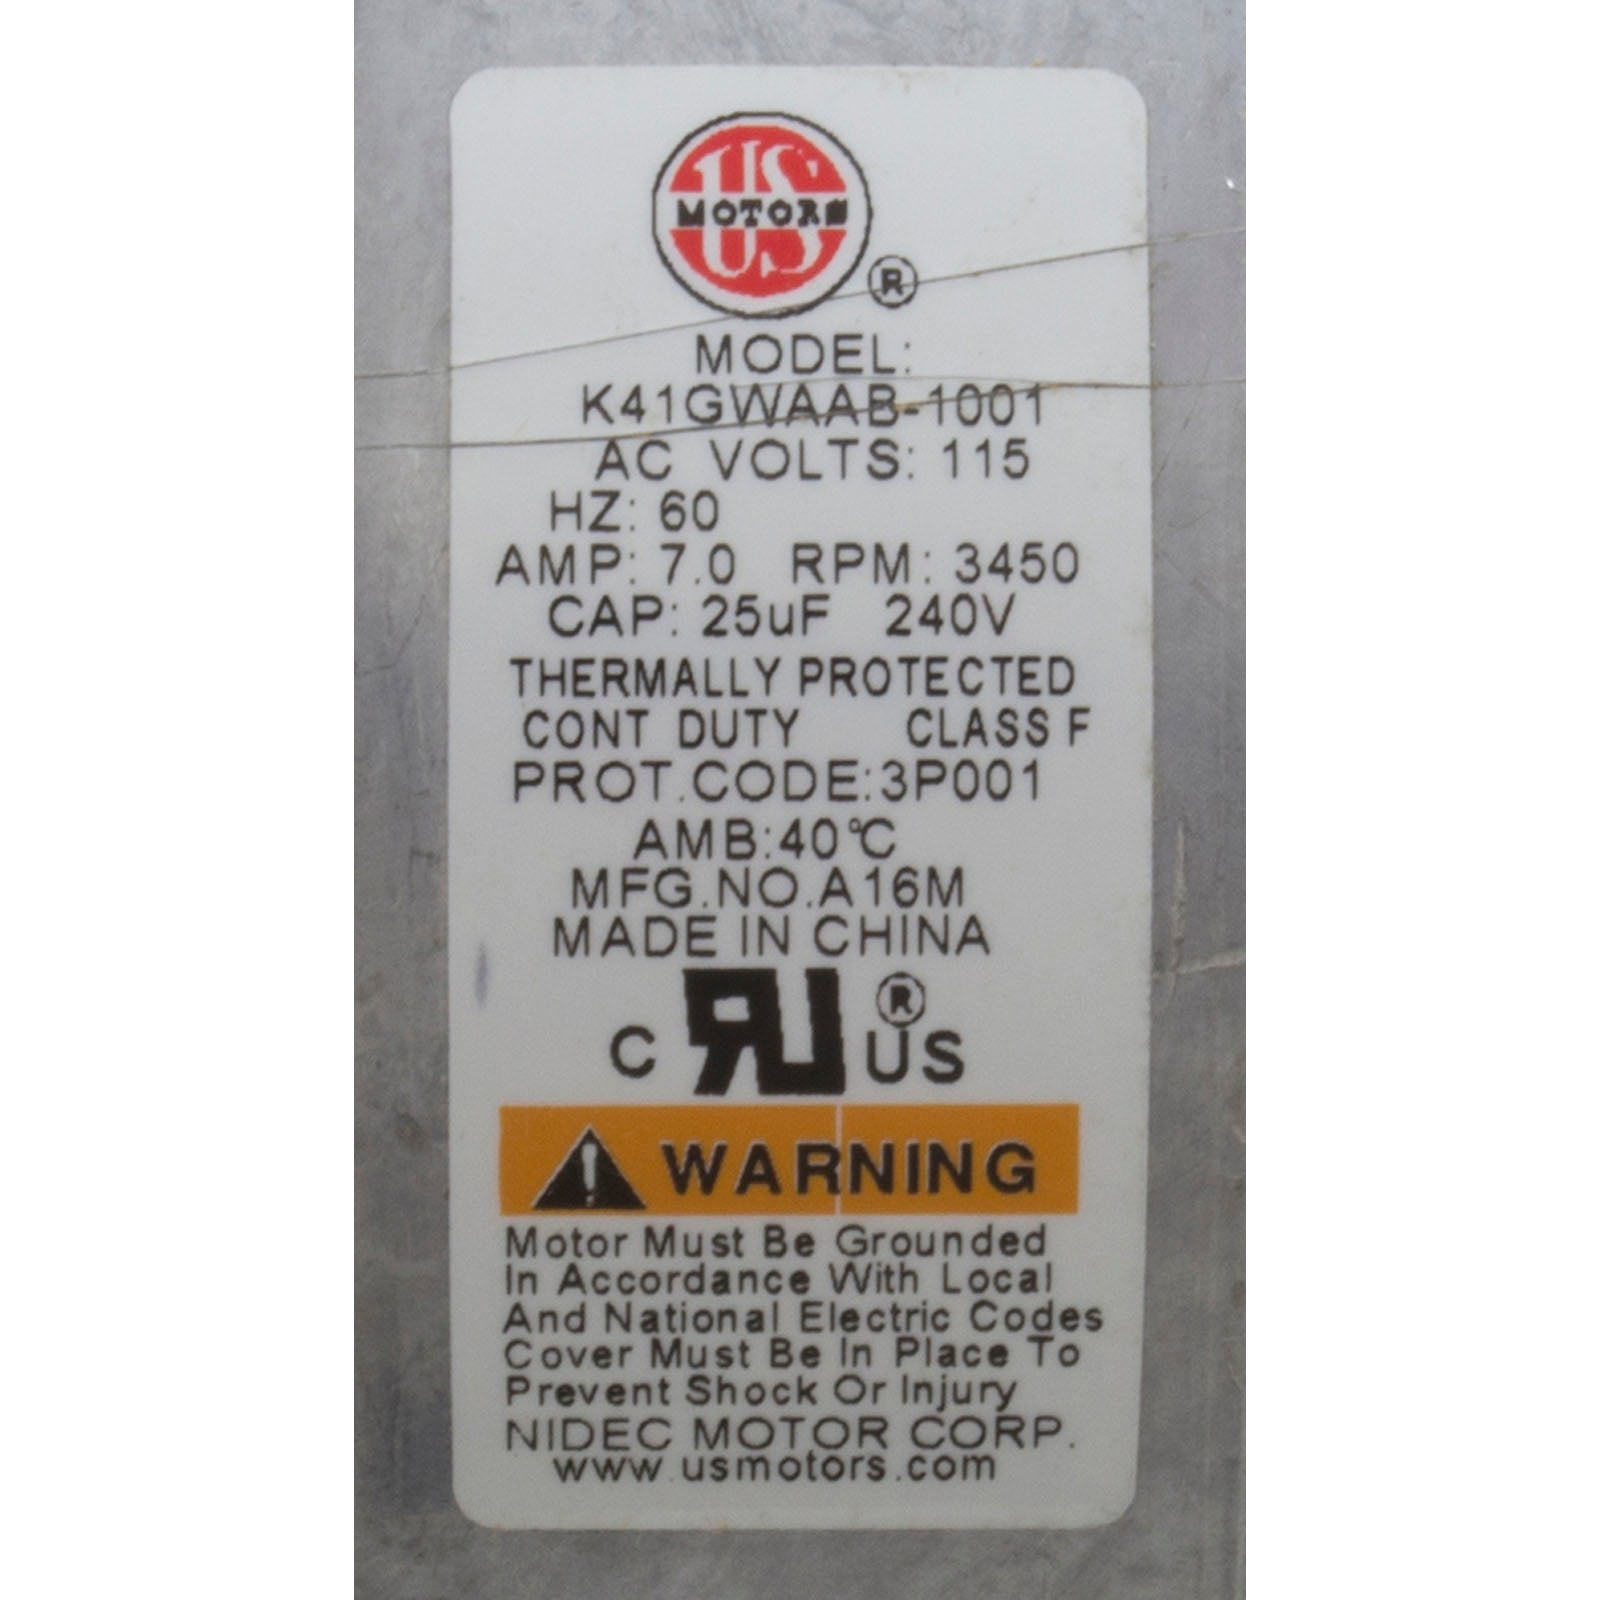 US
MOTORS
®
MODEL:
K41GWAAB-1001
AC VOLTS: 115
HZ: 60
AMP: 7.0 RPM: 3450
CAP: 25uF 240V
THERMALLY PROTECTED
CONT DUTY CLASS F
PROT.CODE:3P001
AMB:40℃
MFG.NO.A16M
MADE IN CHINA
C RU ® US
WARNING
Motor Must Be Grounded
In Accordance With Local
And National Electric Codes
Cover Must Be In Place To
Prevent Shock Or Injury
NIDEC MOTOR CORP.
www.usmotors.com